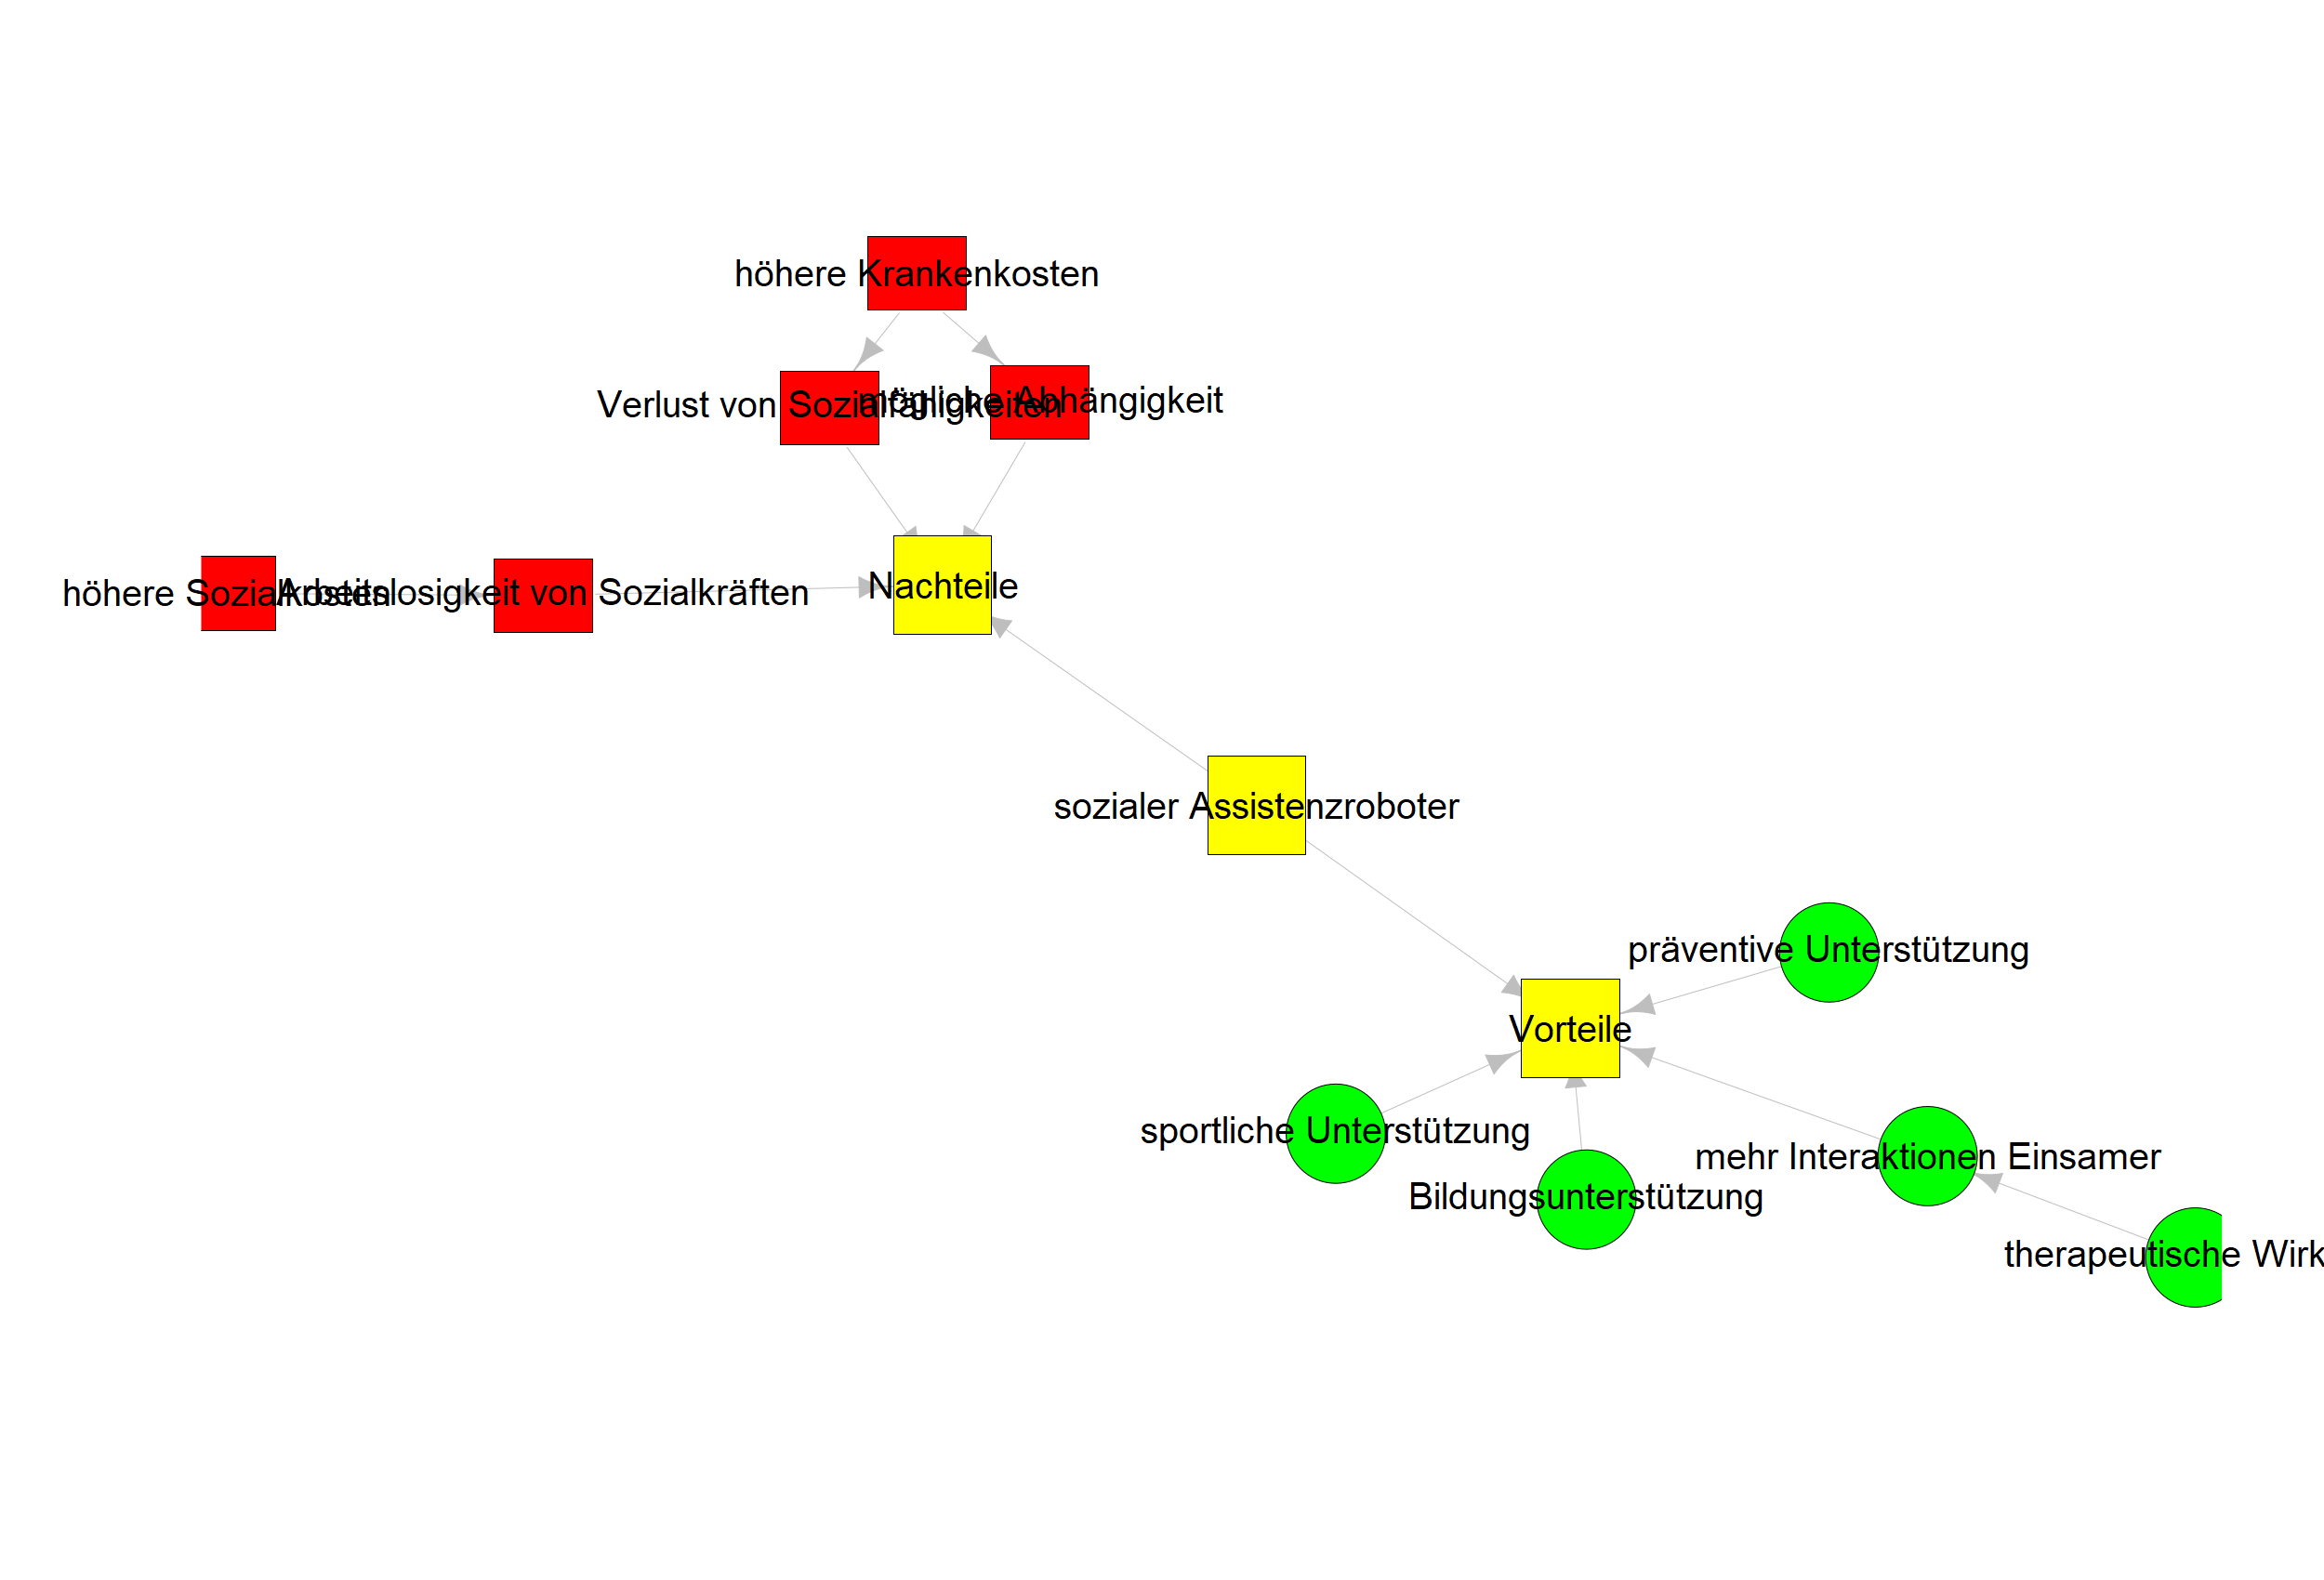 höhere Krankenkosten
Verlust von Sozialfähigkeiten
mögliche Abhängigkeit
höhere Sozialkosten
Arbeitslosigkeit von Sozialkräften
Nachteile
sozialer Assistenzroboter
präventive Unterstützung
Vorteile
sportliche Unterstützung
mehr Interaktionen Einsamer
Bildungsunterstützung
therapeutische Wirk